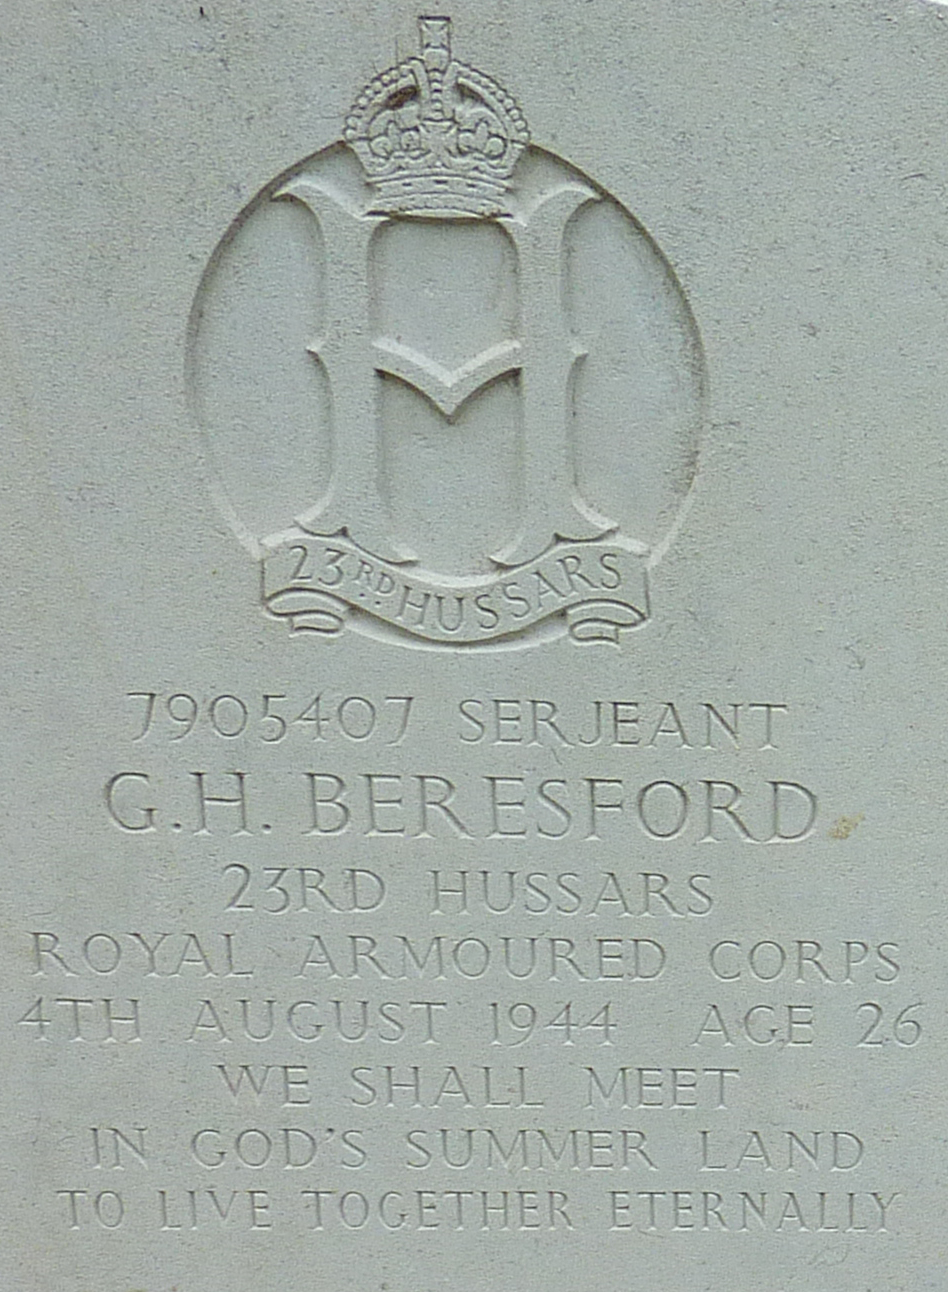 23RD HUSSARS
7905407 SERJEANT
G.H. BERESFORD
23RD HUSSARS
ROYAL ARMOURED CORPS
4TH AUGUST 1944 AGE 26
WE SHALL MEET
IN GOD'S SUMMER LAND
TO LIVE TOGETHER ETERNALLY